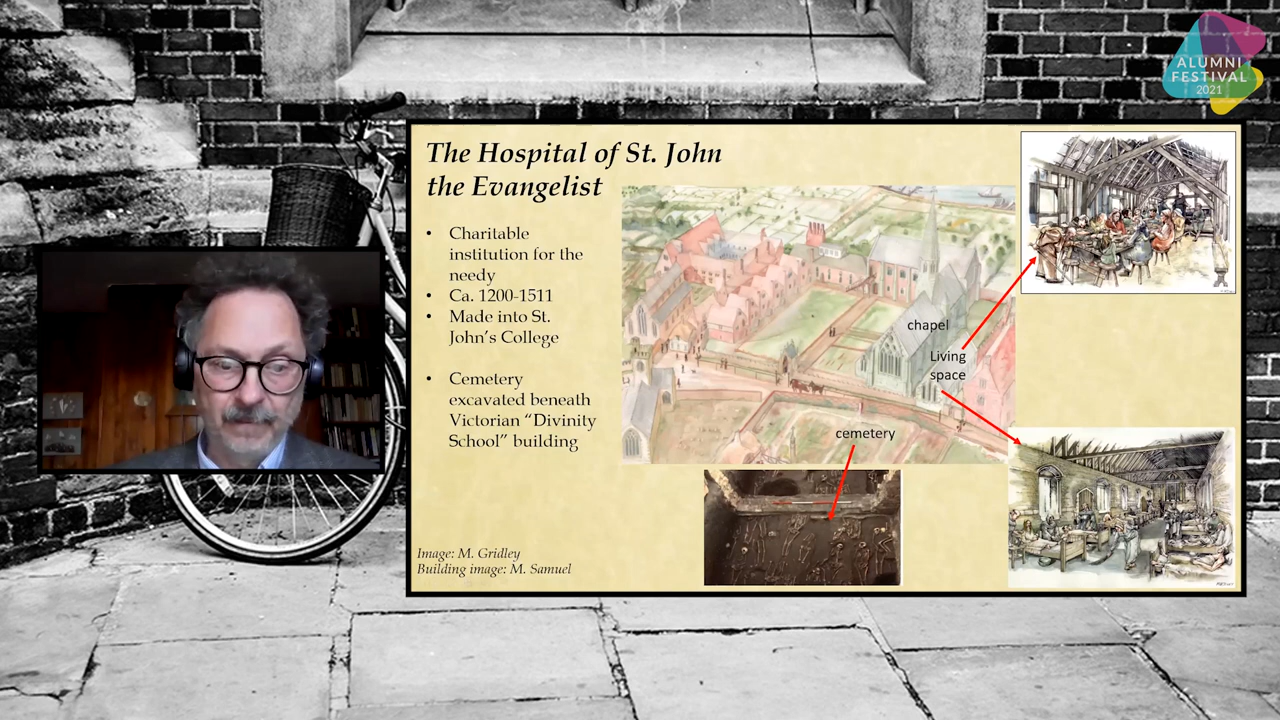 ALUMNI
FESTIVAL
2021
The Hospital of St. John
the Evangelist
• Charitable
institution for the
needy
• Ca. 1200-1511
• Made into St.
John’s College
• Cemetery
excavated beneath
Victorian “Divinity
School” building
chapel
Living
space
cemetery
Image: M. Gridley
Building image: M. Samuel